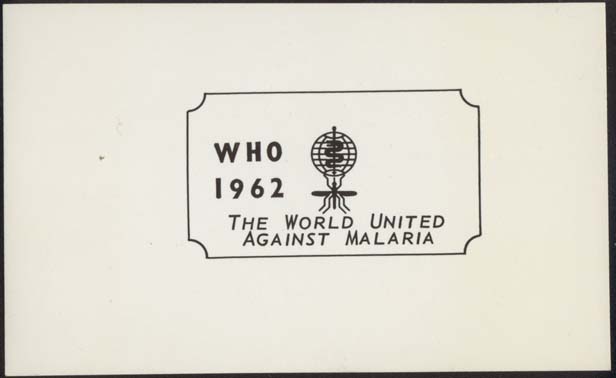 WHO
1962
THE WORLD UNITED
AGAINST MALARIA